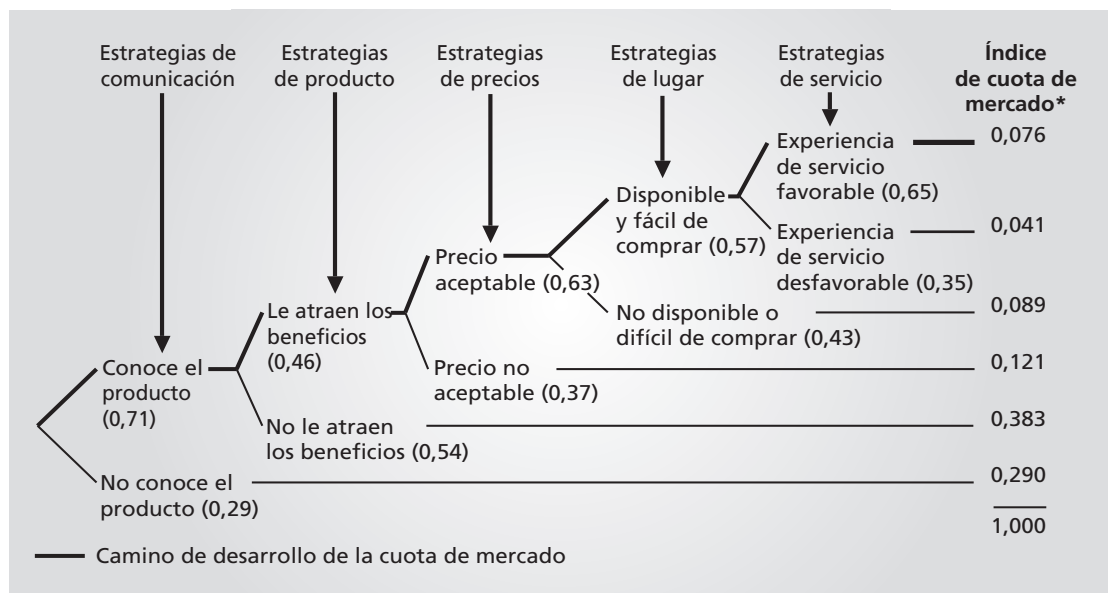 Estrategias de
comunicación
Estrategias
de producto
Estrategias
de precios
Estrategias
de lugar
Estrategias
de servicio
Índice
de cuota de
mercado*
Experiencia
de servicio
favorable (0,65)
0,076
Disponible
y fácil de
comprar (0,57)
Experiencia
de servicio
desfavorable (0,35)
0,041
Precio
aceptable (0,63)
No disponible o
difícil de comprar (0,43)
0,089
Le atraen los
beneficios
(0,46)
Precio no
aceptable (0,37)
0,121
Conoce el
producto
(0,71)
No le atraen
los beneficios (0,54)
0,383
No conoce el
producto (0,29)
0,290
1,000
Camino de desarrollo de la cuota de mercado